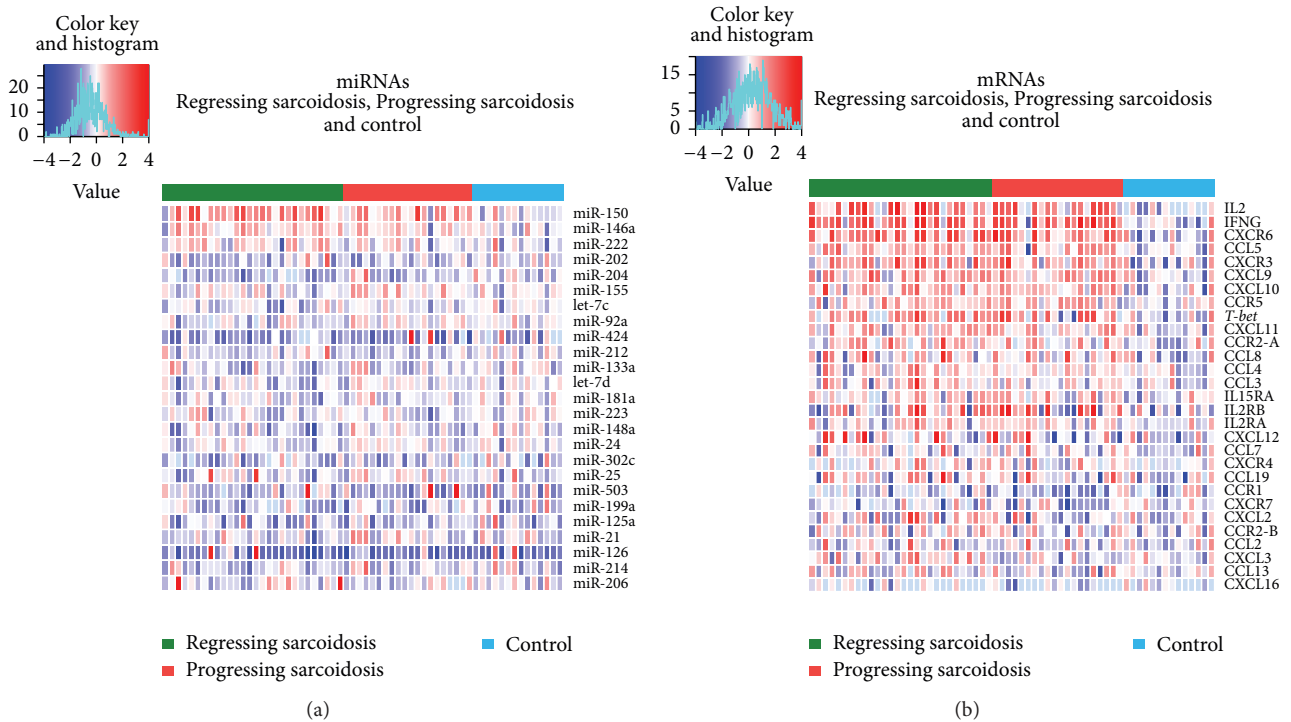 Color key
and histogram
20
10
0
−4 −2 0 2 4
Value
miRNAs
Regressing sarcoidosis, Progressing sarcoidosis
and control
miR-150
miR-146a
miR-222
miR-202
miR-204
miR-155
let-7c
miR-92a
miR-424
miR-212
miR-133a
let-7d
miR-181a
miR-223
miR-148a
miR-24
miR-302c
miR-25
miR-503
miR-199a
miR-125a
miR-21
miR-126
miR-214
miR-206
Regressing sarcoidosis
Progressing sarcoidosis
Control
(a)
Color key
and histogram
15
10
5
0
−4 −2 0 2 4
Value
mRNAs
Regressing sarcoidosis, Progressing sarcoidosis
and control
IL2
IFNG
CXCR6
CCL5
CXCR3
CXCL9
CXCL10
CCR5
T-bet
CXCL11
CCR2-A
CCL8
CCL4
CCL3
IL15RA
IL2RB
IL2RA
CXCL12
CCL7
CXCR4
CCL19
CCR1
CXCR7
CXCL2
CCR2-B
CCL2
CXCL3
CCL13
CXCL16
Regressing sarcoidosis
Progressing sarcoidosis
Control
(b)